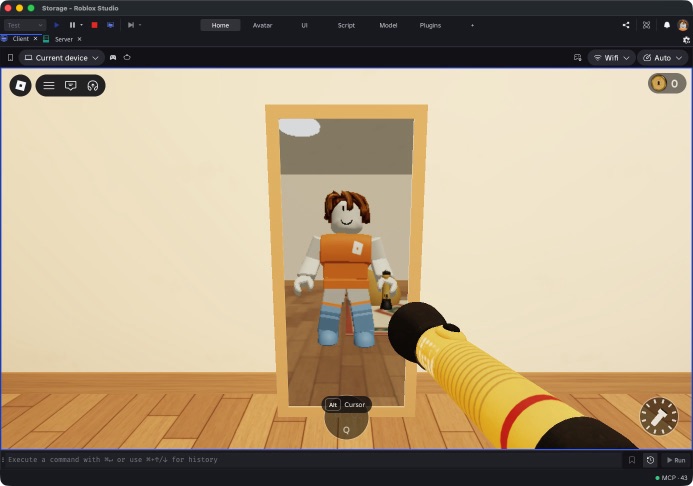 Storage - Roblox Studio
Test
Home Avatar UI Script Model Plugins
Client Server
Current device Wifi Auto
0
Alt Cursor
Q
Execute a command with ⌘↵ or use ⌘+↑/↓ for history
Run
MCP · 43